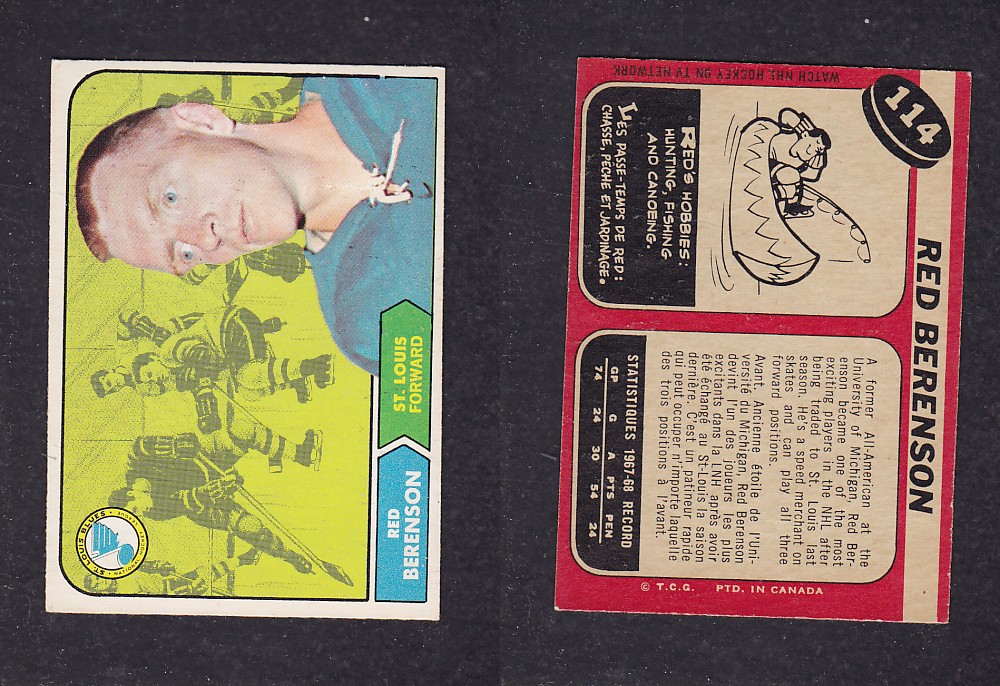 RED
BERENSON
ST. LOUIS
FORWARD
ST. LOUIS BLUES
NATIONAL HOCKEY LEAGUE
114
RED BERENSON
WATCH NHL HOCKEY ON TV NETWORK
RED'S HOBBIES:
HUNTING, FISHING
AND CANOEING.
LES PASSE-TEMPS DE RED:
CHASSE, PÊCHE ET JARDINAGE.
A former All-American at the
University of Michigan, Red Ber-
enson became one of the most
exciting players in the NHL after
being traded to St. Louis last
season. He's a speed merchant on
skates and can play all three
forward positions.
Avant. Ancienne étoile de l'Uni-
versité du Michigan, Red Berenson
devint l'un des joueurs les plus
excitants dans la LNH après avoir
été échangé au St-Louis la saison
dernière. C'est un patineur rapide
qui peut occuper n'importe laquelle
des trois positions à l'avant.
STATISTIQUES 1967-68 RECORD
GP G A PTS PEN
74 24 30 54 24
© T.C.G. PTD. IN CANADA